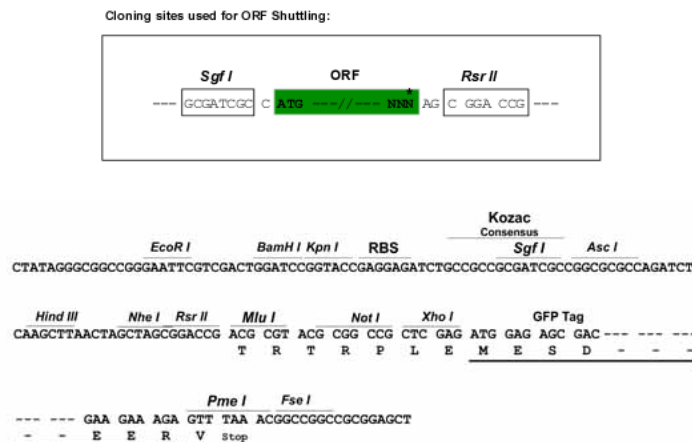 Cloning sites used for ORF Shuttling:
Sgf I ORF Rsr II
*
--- GCGATCGC C ATG ---//--- NNN AG C GGA CCG ---
Kozac
Consensus
EcoR I BamH I Kpn I RBS Sgf I Asc I
CTATAGGGCGGCCGGGAATTCGTCGACTGGATCCGGTACCGAGGAGATCTGCCGCCGCGATCGCCGGCGCGCCAGATCT
Hind III Nhe I Rsr II Mlu I Not I Xho I GFP Tag
CAAGCTTAACTAGCTAGCGGACCG ACG CGT ACG CGG CCG CTC GAG ATG GAG AGC GAC--- --- ---
T R T R P L E M E S D - - -
Pme I Fse I
--- --- GAA GAA AGA GTT TAA ACGGCCGGCCGCGGAGCT
- - E E R V Stop